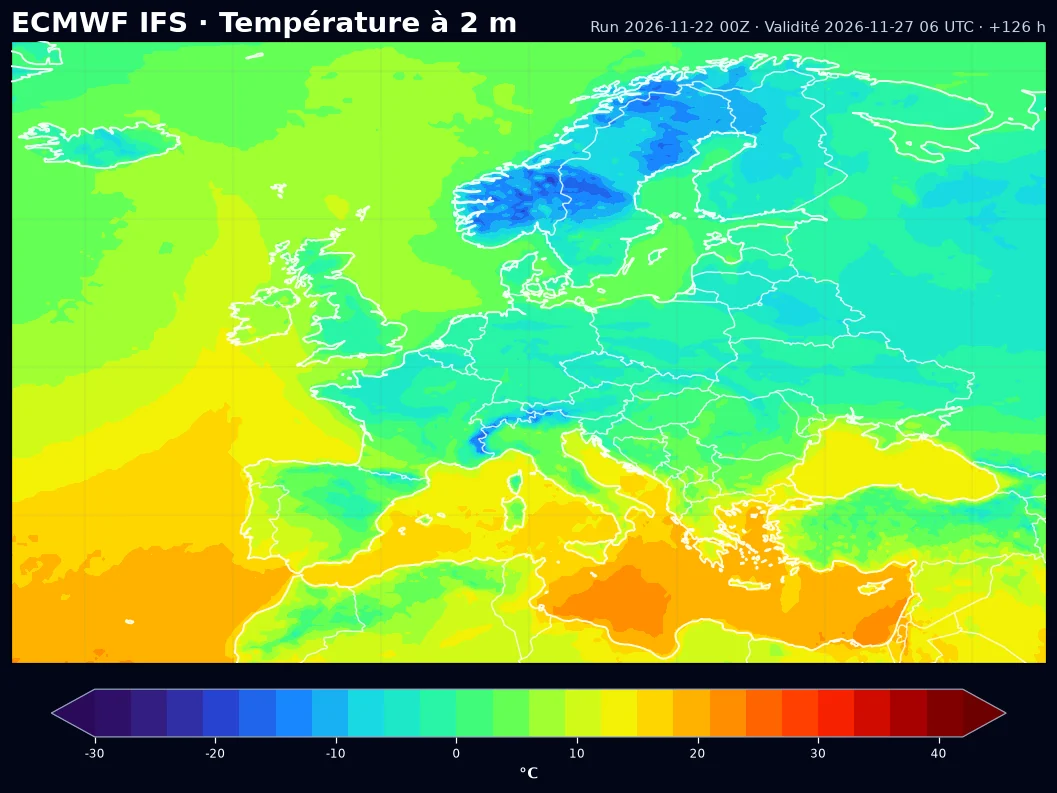 ECMWF IFS · Température à 2 m
Run 2026-11-22 00Z · Validité 2026-11-27 06 UTC · +126 h
-30 -20 -10 0 10 20 30 40
°C